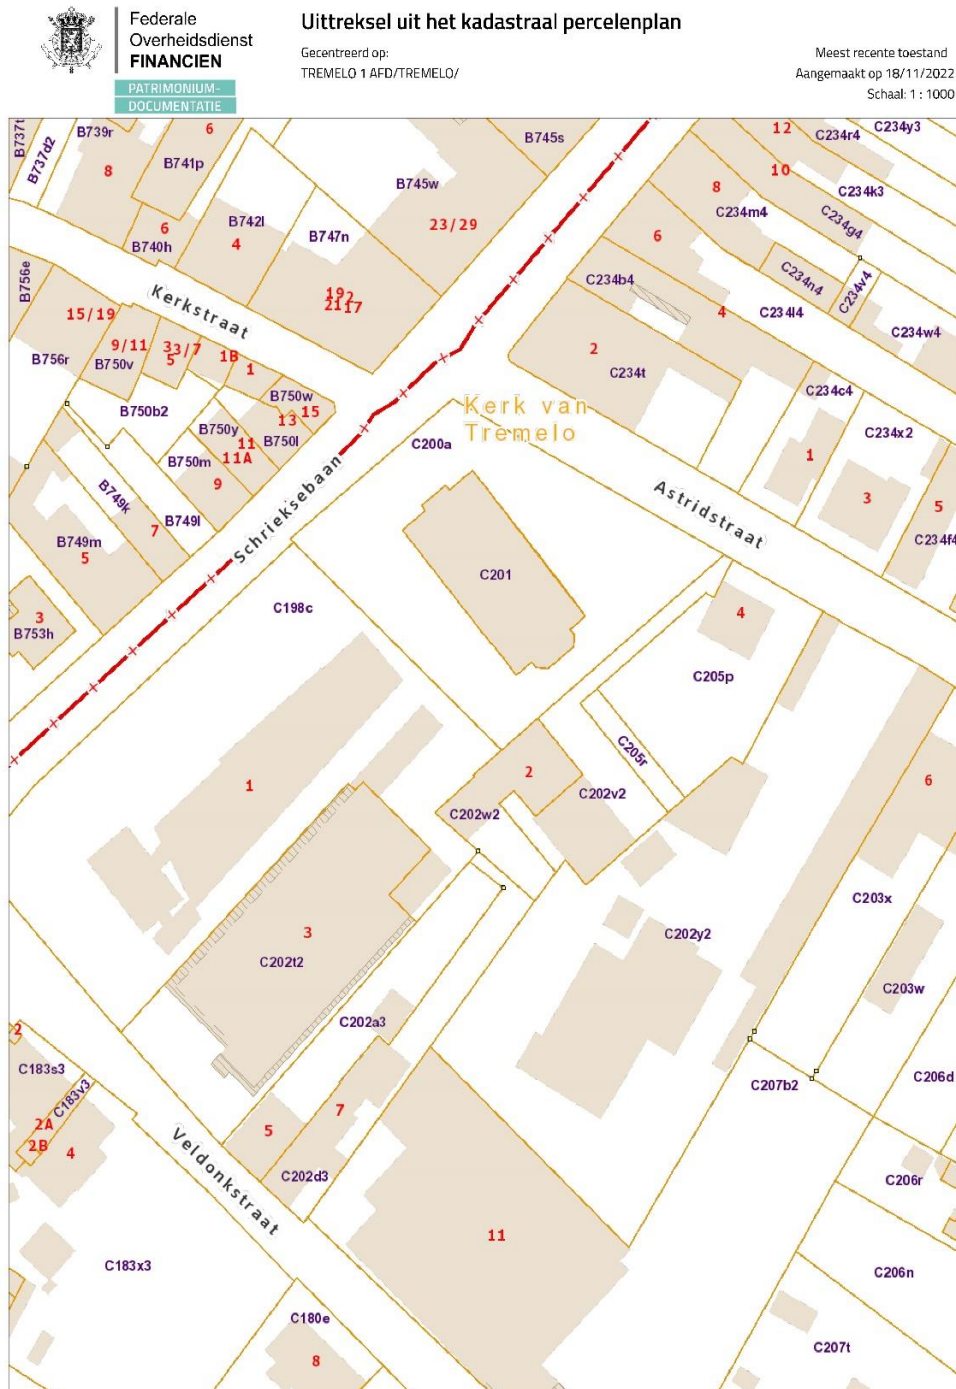 Federale
Overheidsdienst
FINANCIEN
PATRIMONIUM-
DOCUMENTATIE
Uittreksel uit het kadastraal percelenplan
Gecentreerd op:
TREMELO 1 AFD/TREMELO/
Meest recente toestand
Aangemaakt op 18/11/2022
Schaal: 1 : 1000
B737t
B737d2
B739r
8
6
B741p
6
B740h
B742l
4
B747n
B745w
23/29
B745s
12
C234r4
C234y3
10
C234k3
8
C234m4
C234g4
6
C234b4
C234n4
C234v4
4
C234l4
C234w4
B756e
Kerkstraat
15/19
9/11
B750v
B756r
3/7
5
1B
1
B750w
15
13
B750b2
B750y
11
11A
B750l
B750m
9
B749k
B749l
7
B749m
5
3
B753h
Schrieksebaan
2
C234t
C234c4
C234x2
1
3
5
C234f4
Kerk van
Tremelo
C200a
Astridstraat
C201
C198c
4
C205p
C205r
2
C202v2
C202w2
1
6
3
C202t2
C203x
C202y2
C203w
C202a3
C207b2
C206d
2
C183s3
C183v3
2A
2B
4
5
7
C202d3
Veldonkstraat
11
C206r
C206n
C183x3
C180e
8
C207t